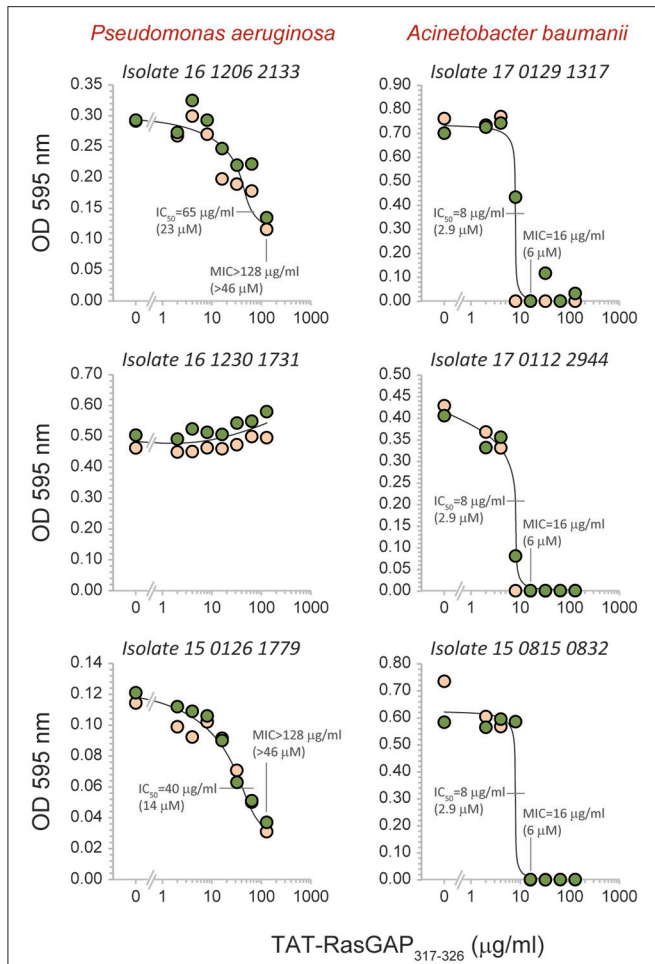 Pseudomonas aeruginosa
Acinetobacter baumanii
Isolate 16 1206 2133
OD 595 nm
0.35
0.30
0.25
0.20
0.15
0.10
0.05
0.00
IC50=65 µg/ml
(23 µM)
MIC>128 µg/ml
(>46 µM)
0 1 10 100 1000
Isolate 17 0129 1317
0.90
0.80
0.70
0.60
0.50
0.40
0.30
0.20
0.10
0.00
IC50=8 µg/ml
(2.9 µM)
MIC=16 µg/ml
(6 µM)
0 1 10 100 1000
Isolate 16 1230 1731
OD 595 nm
0.70
0.60
0.50
0.40
0.30
0.20
0.10
0.00
0 1 10 100 1000
Isolate 17 0112 2944
0.50
0.45
0.40
0.35
0.30
0.25
0.20
0.15
0.10
0.05
0.00
IC50=8 µg/ml
(2.9 µM)
MIC=16 µg/ml
(6 µM)
0 1 10 100 1000
Isolate 15 0126 1779
OD 595 nm
0.14
0.12
0.10
0.08
0.06
0.04
0.02
0.00
MIC>128 µg/ml
(>46 µM)
IC50=40 µg/ml
(14 µM)
0 1 10 100 1000
Isolate 15 0815 0832
0.80
0.70
0.60
0.50
0.40
0.30
0.20
0.10
0.00
IC50=8 µg/ml
(2.9 µM)
MIC=16 µg/ml
(6 µM)
0 1 10 100 1000
TAT-RasGAP317-326 (µg/ml)